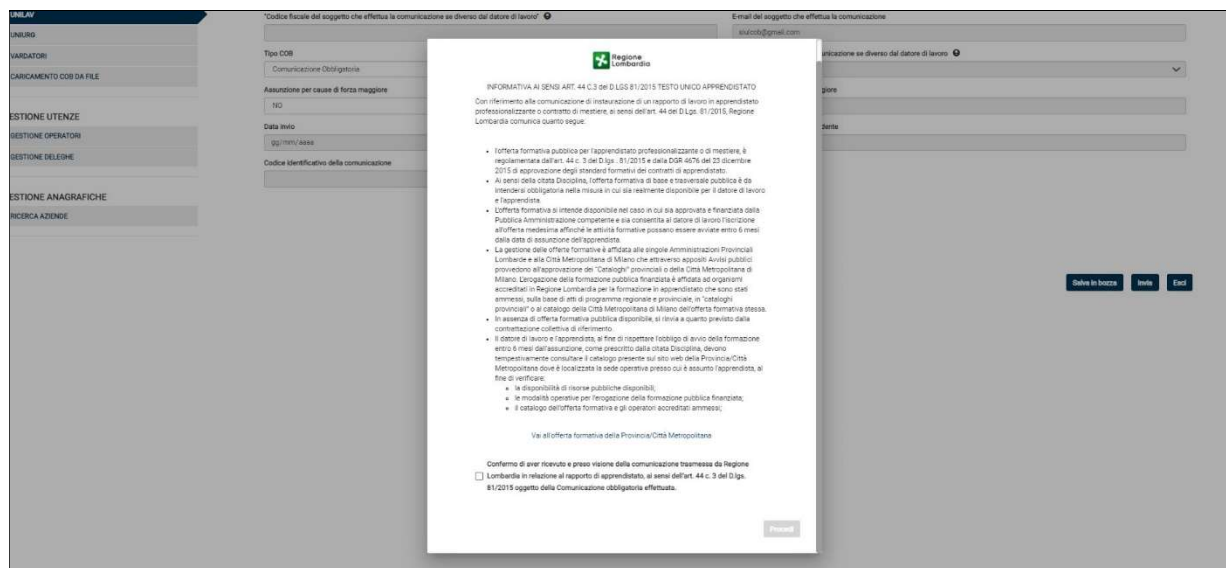 UNILAV
UNIURG
VARDATORI
CARICAMENTO COB DA FILE
ESTIONE UTENZE
GESTIONE OPERATORI
GESTIONE DELEGHE
ESTIONE ANAGRAFICHE
RICERCA AZIENDE
"Codice fiscale del soggetto che effettua la comunicazione se diverso dal datore di lavoro"
Tipo COB
Comunicazione Obbligatoria
Assunzione per cause di forza maggiore
NO
Data Invio
gg/mm/aaaa
Codice identificativo della comunicazione
E-mail del soggetto che effettua la comunicazione
siulcob@gmail.com
unicazione se diverso dal datore di lavoro
giore
dente
Salva in bozza Invia Esci
Regione
Lombardia
INFORMATIVA AI SENSI ART. 44 C.3 del D.LGS 81/2015 TESTO UNICO APPRENDISTATO
Con riferimento alla comunicazione di instaurazione di un rapporto di lavoro in apprendistato
professionalizzante o contratto di mestiere, ai sensi dell'art. 44 del D.Lgs. 81/2015, Regione
Lombardia comunica quanto segue:
• l'offerta formativa pubblica per l'apprendistato professionalizzante o di mestiere, è
regolamentata dall'art. 44 c. 3 del D.lgs . 81/2015 e dalla DGR 4676 del 23 dicembre
2015 di approvazione degli standard formativi dei contratti di apprendistato.
• Ai sensi della citata Disciplina, l'offerta formativa di base e trasversale pubblica è da
intendersi obbligatoria nella misura in cui sia realmente disponibile per il datore di lavoro
e l'apprendista.
• L'offerta formativa si intende disponibile nel caso in cui sia approvata e finanziata dalla
Pubblica Amministrazione competente e sia consentita al datore di lavoro l'iscrizione
all'offerta medesima affinché le attività formative possano essere avviate entro 6 mesi
dalla data di assunzione dell'apprendista.
• La gestione delle offerte formative è affidata alle singole Amministrazioni Provinciali
Lombarde e alla Città Metropolitana di Milano che attraverso appositi Avvisi pubblici
provvedono all'approvazione dei "Cataloghi" provinciali o della Città Metropolitana di
Milano. L'erogazione della formazione pubblica finanziata è affidata ad organismi
accreditati in Regione Lombardia per la formazione in apprendistato che sono stati
ammessi, sulla base di atti di programma regionale e provinciale, in "cataloghi
provinciali" o al catalogo della Città Metropolitana di Milano dell'offerta formativa stessa.
• In assenza di offerta formativa pubblica disponibile, si rinvia a quanto previsto dalla
contrattazione collettiva di riferimento.
• Il datore di lavoro e l'apprendista, al fine di rispettare l'obbligo di avvio della formazione
entro 6 mesi dall'assunzione, come prescritto dalla citata Disciplina, devono
tempestivamente consultare il catalogo presente sul sito web della Provincia/Città
Metropolitana dove è localizzata la sede operativa presso cui è assunto l'apprendista, al
fine di verificare:
la disponibilità di risorse pubbliche disponibili;
le modalità operative per l'erogazione della formazione pubblica finanziata;
il catalogo dell'offerta formativa e gli operatori accreditati ammessi;
Vai all'offerta formativa della Provincia/Città Metropolitana
Confermo di aver ricevuto e preso visione della comunicazione trasmessa da Regione
Lombardia in relazione al rapporto di apprendistato, ai sensi dell'art. 44 c. 3 del D.lgs.
81/2015 oggetto della Comunicazione obbligatoria effettuata.
Procedi